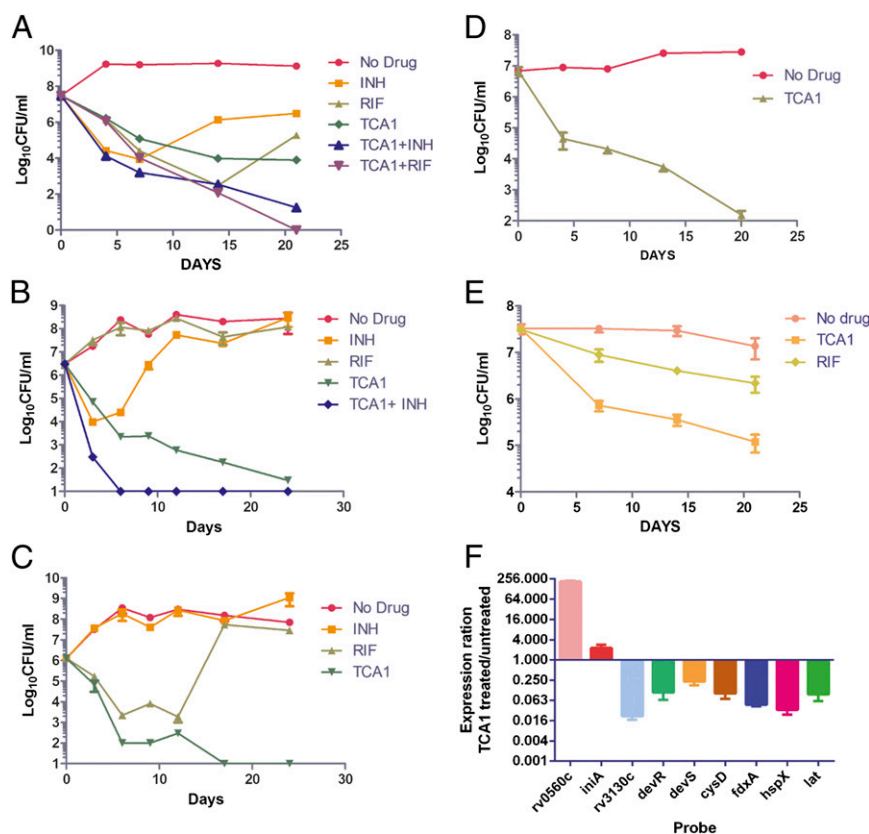 A
Log10CFU/ml
10
8
6
4
2
0
0 5 10 15 20 25
DAYS
No Drug
INH
RIF
TCA1
TCA1+INH
TCA1+RIF
B
Log10CFU/ml
9
8
7
6
5
4
3
2
1
0 10 20 30
Days
No Drug
INH
RIF
TCA1
TCA1+ INH
C
Log10CFU/ml
10
9
8
7
6
5
4
3
2
1
0 10 20 30
Days
No Drug
INH
RIF
TCA1
D
Log10CFU/ml
8
7
6
5
4
3
2
0 5 10 15 20 25
DAYS
No Drug
TCA1
E
Log10CFU/ml
8
7
6
5
4
0 5 10 15 20 25
DAYS
No drug
TCA1
RIF
F
Expression ration
TCA1 treated/untreated
256.000
64.000
16.000
4.000
1.000
0.250
0.063
0.016
0.004
0.001
rv0560c iniA rv3130c devR devS cysD fdxA hspX lat
Probe